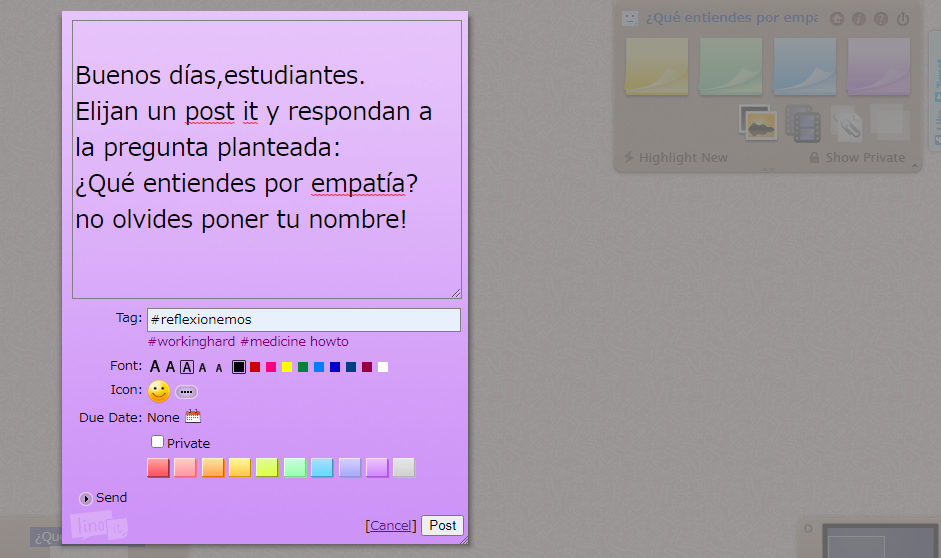 Buenos días,estudiantes.
Elijan un post it y respondan a
la pregunta planteada:
¿Qué entiendes por empatía?
no olvides poner tu nombre!
Tag: #reflexionemos
#workinghard #medicine howto
Font: A A A A A
Icon:
Due Date: None
Private
Send
lino it
[Cancel] Post
¿Qué entiendes por empa
Highlight New Show Private
¿Qu